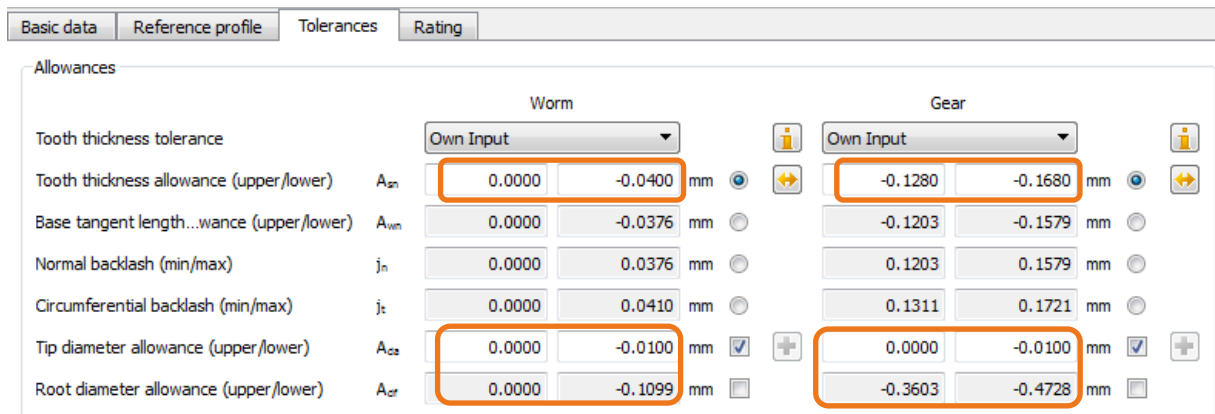 Basic data Reference profile Tolerances Rating
Allowances
Worm Gear
Tooth thickness tolerance Own Input Own Input
Tooth thickness allowance (upper/lower) Asn 0.0000 -0.0400 mm -0.1280 -0.1680 mm
Base tangent length...wance (upper/lower) Awn 0.0000 -0.0376 mm -0.1203 -0.1579 mm
Normal backlash (min/max) jn 0.0000 0.0376 mm 0.1203 0.1579 mm
Circumferential backlash (min/max) jt 0.0000 0.0410 mm 0.1311 0.1721 mm
Tip diameter allowance (upper/lower) Ada 0.0000 -0.0100 mm 0.0000 -0.0100 mm
Root diameter allowance (upper/lower) Adf 0.0000 -0.1099 mm -0.3603 -0.4728 mm